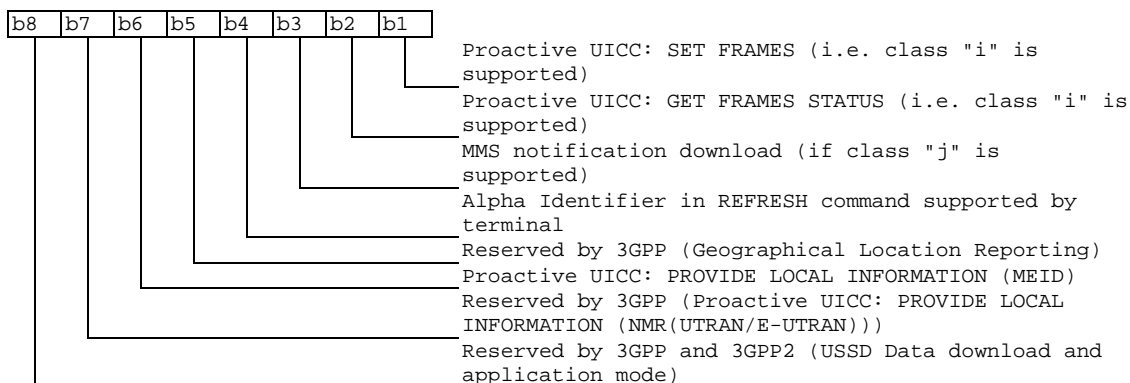 b8 b7 b6 b5 b4 b3 b2 b1
Proactive UICC: SET FRAMES (i.e. class "i" is
supported)
Proactive UICC: GET FRAMES STATUS (i.e. class "i" is
supported)
MMS notification download (if class "j" is
supported)
Alpha Identifier in REFRESH command supported by
terminal
Reserved by 3GPP (Geographical Location Reporting)
Proactive UICC: PROVIDE LOCAL INFORMATION (MEID)
Reserved by 3GPP (Proactive UICC: PROVIDE LOCAL
INFORMATION (NMR(UTRAN/E-UTRAN)))
Reserved by 3GPP and 3GPP2 (USSD Data download and
application mode)